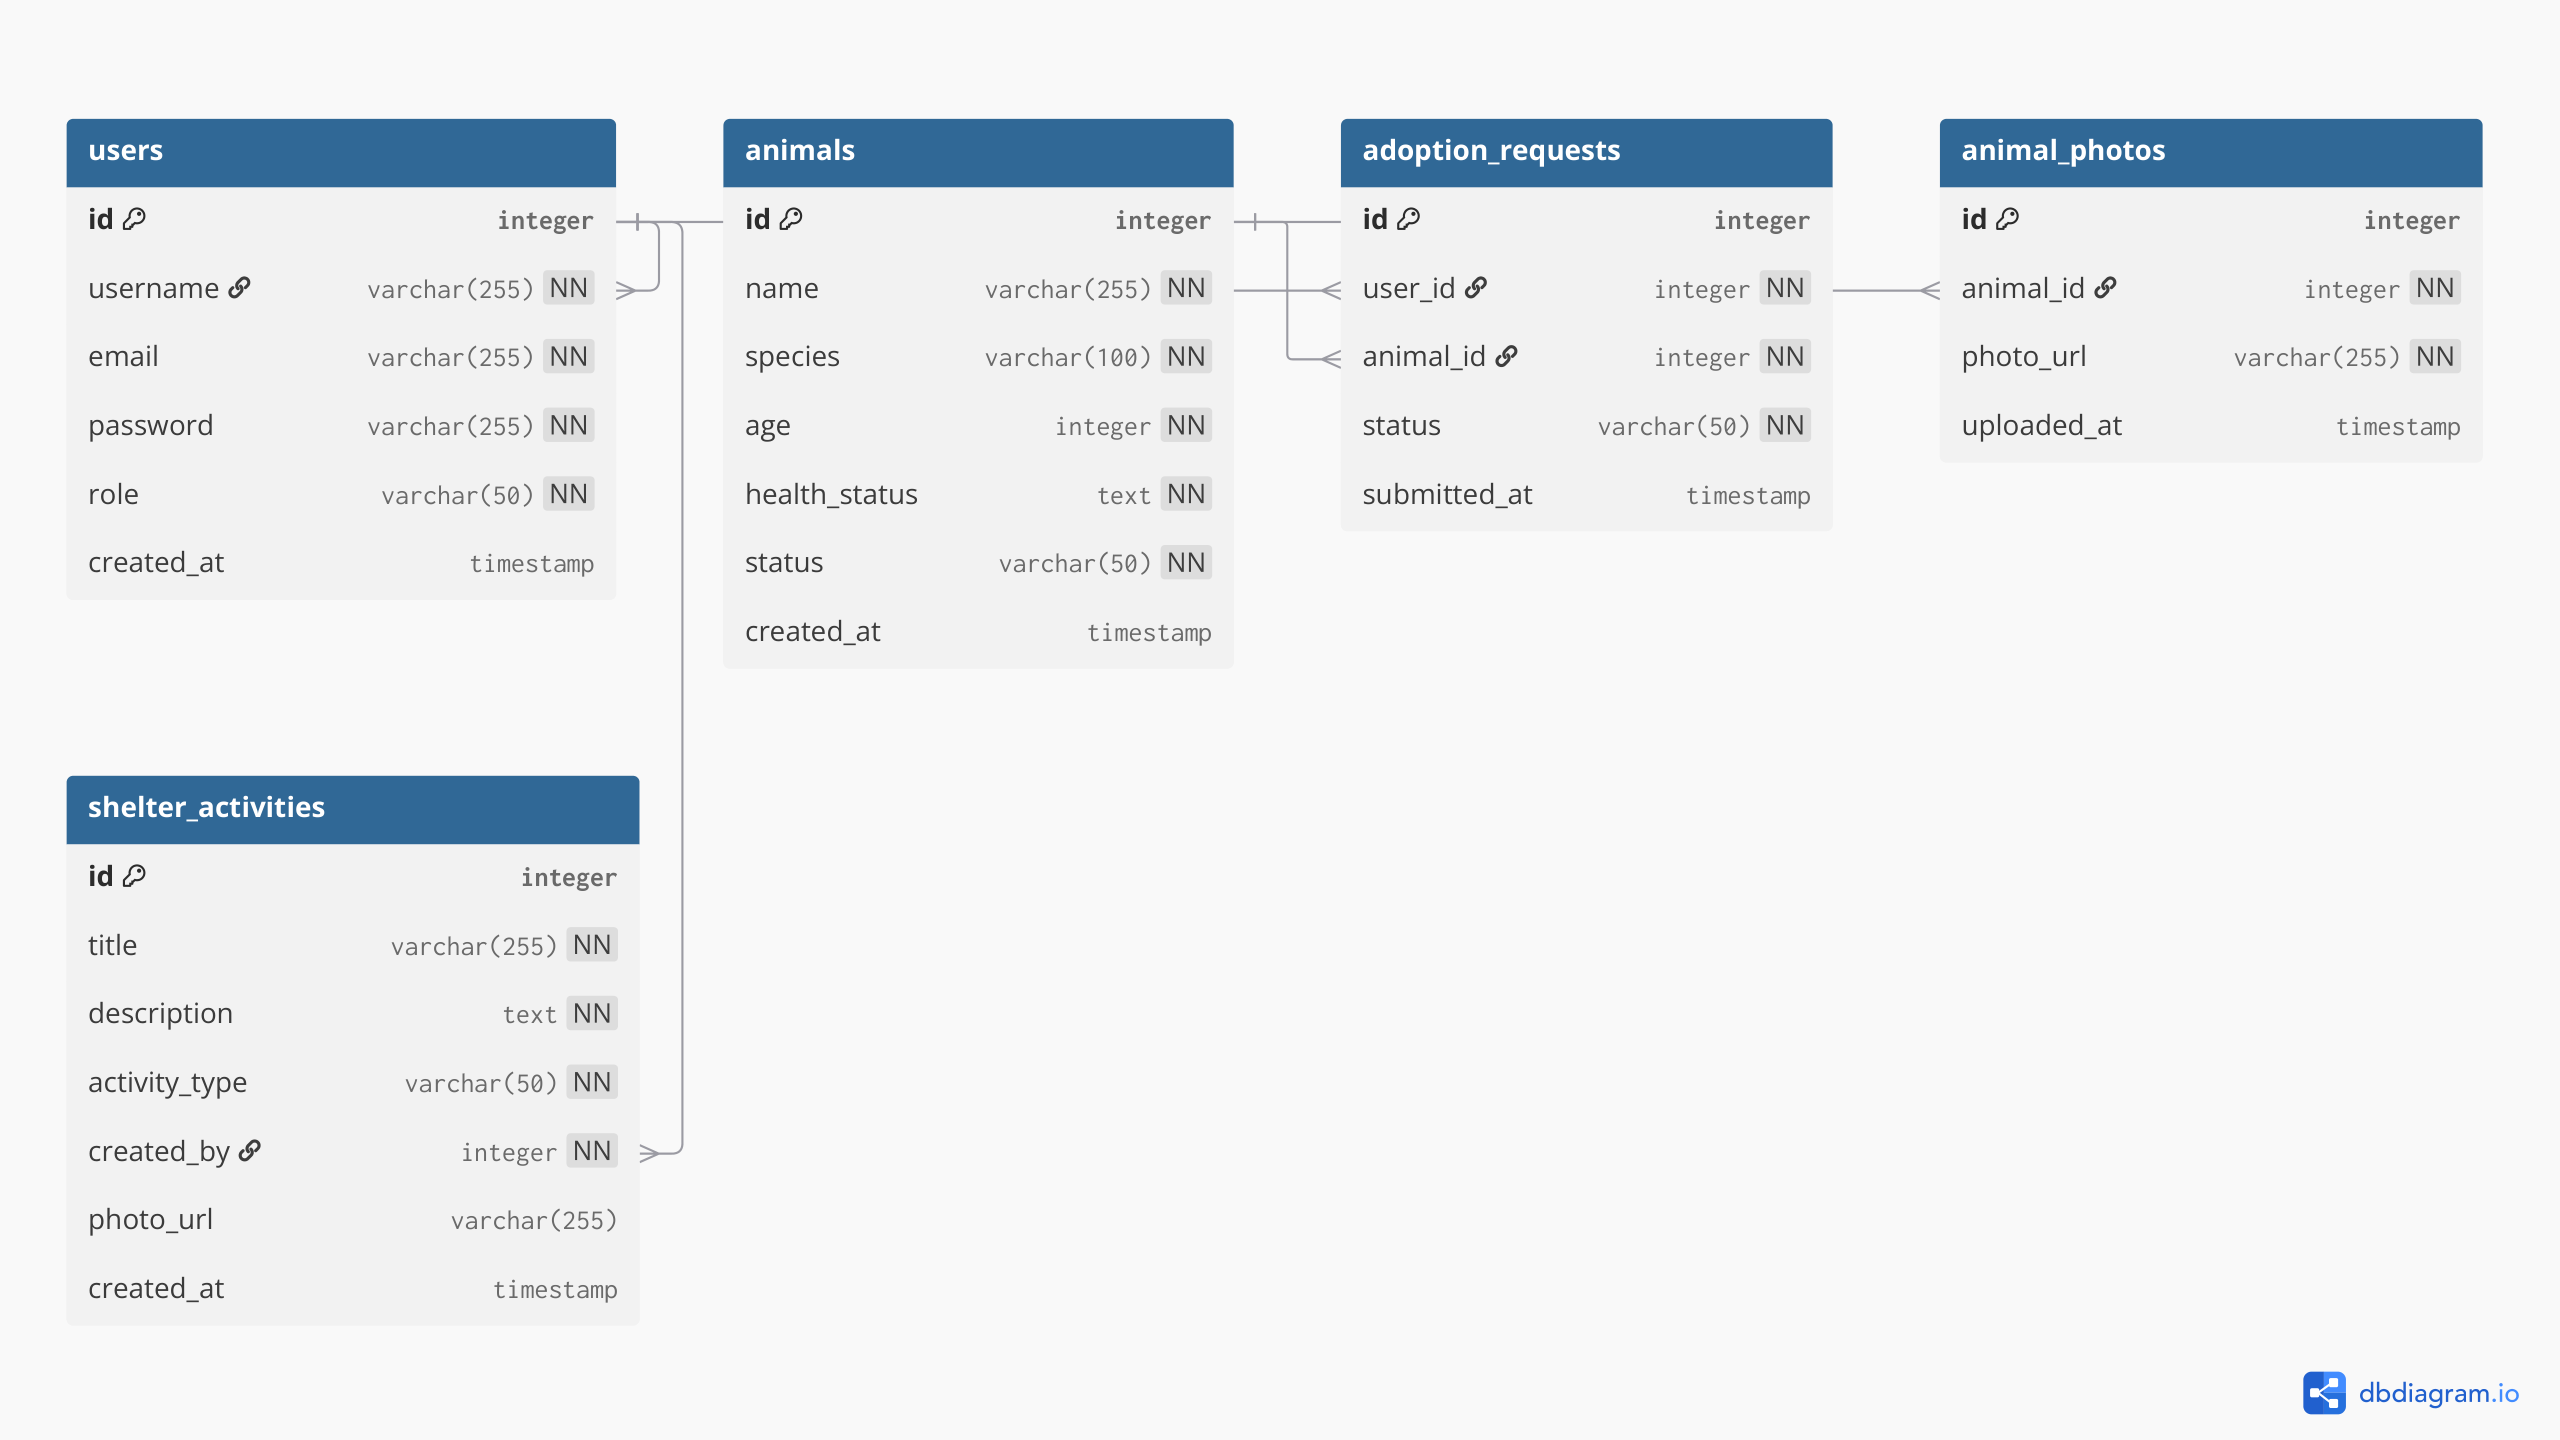 users
id integer
username varchar(255) NN
email varchar(255) NN
password varchar(255) NN
role varchar(50) NN
created_at timestamp
animals
id integer
name varchar(255) NN
species varchar(100) NN
age integer NN
health_status text NN
status varchar(50) NN
created_at timestamp
adoption_requests
id integer
user_id integer NN
animal_id integer NN
status varchar(50) NN
submitted_at timestamp
animal_photos
id integer
animal_id integer NN
photo_url varchar(255) NN
uploaded_at timestamp
shelter_activities
id integer
title varchar(255) NN
description text NN
activity_type varchar(50) NN
created_by integer NN
photo_url varchar(255)
created_at timestamp
dbdiagram.io